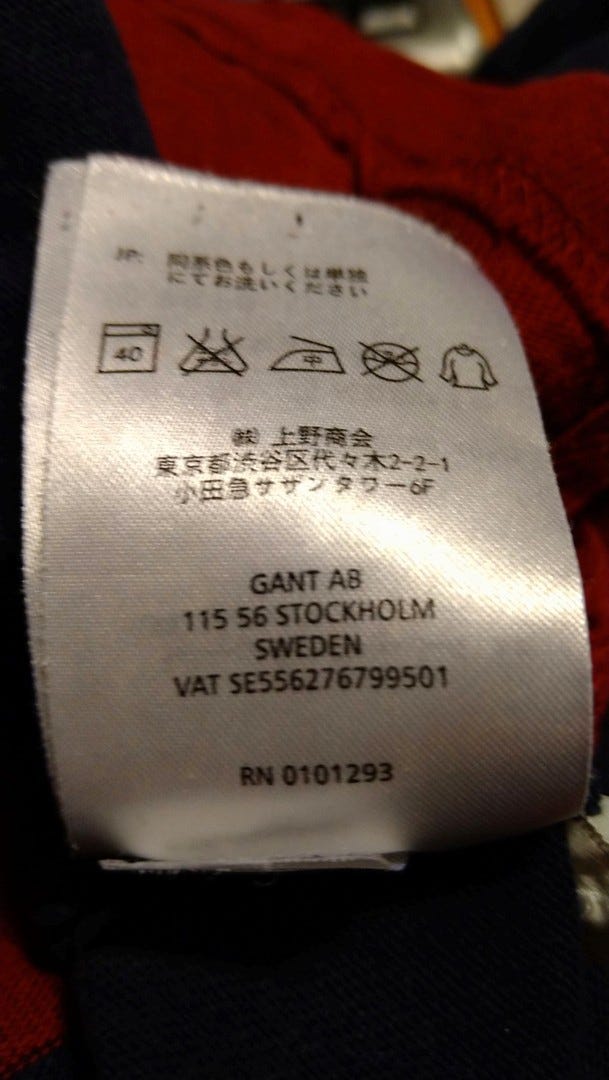 JP: 同系色もしくは単独
にてお洗いください
40 中
㈱ 上野商会
東京都渋谷区代々木2-2-1
小田急サザンタワー6F
GANT AB
115 56 STOCKHOLM
SWEDEN
VAT SE556276799501
RN 0101293